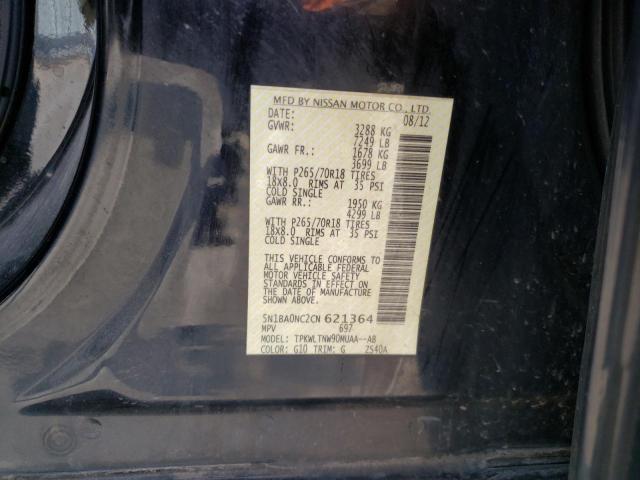 MFD BY NISSAN MOTOR CO., LTD.
DATE: 08/12
GVWR: 3288 KG
7249 LB
GAWR FR.: 1678 KG
3699 LB
WITH P265/70R18 TIRES
18X8.0 RIMS AT 35 PSI
COLD SINGLE
GAWR RR.: 1950 KG
4299 LB
WITH P265/70R18 TIRES
18X8.0 RIMS AT 35 PSI
COLD SINGLE
THIS VEHICLE CONFORMS TO
ALL APPLICABLE FEDERAL
MOTOR VEHICLE SAFETY
STANDARDS IN EFFECT ON
THE DATE OF MANUFACTURE
SHOWN ABOVE.
5N1BA0NC2CN 621364
MPV 697
MODEL: TPKWLTNW90MUAA--AB
COLOR: G10 TRIM: G ZS40A